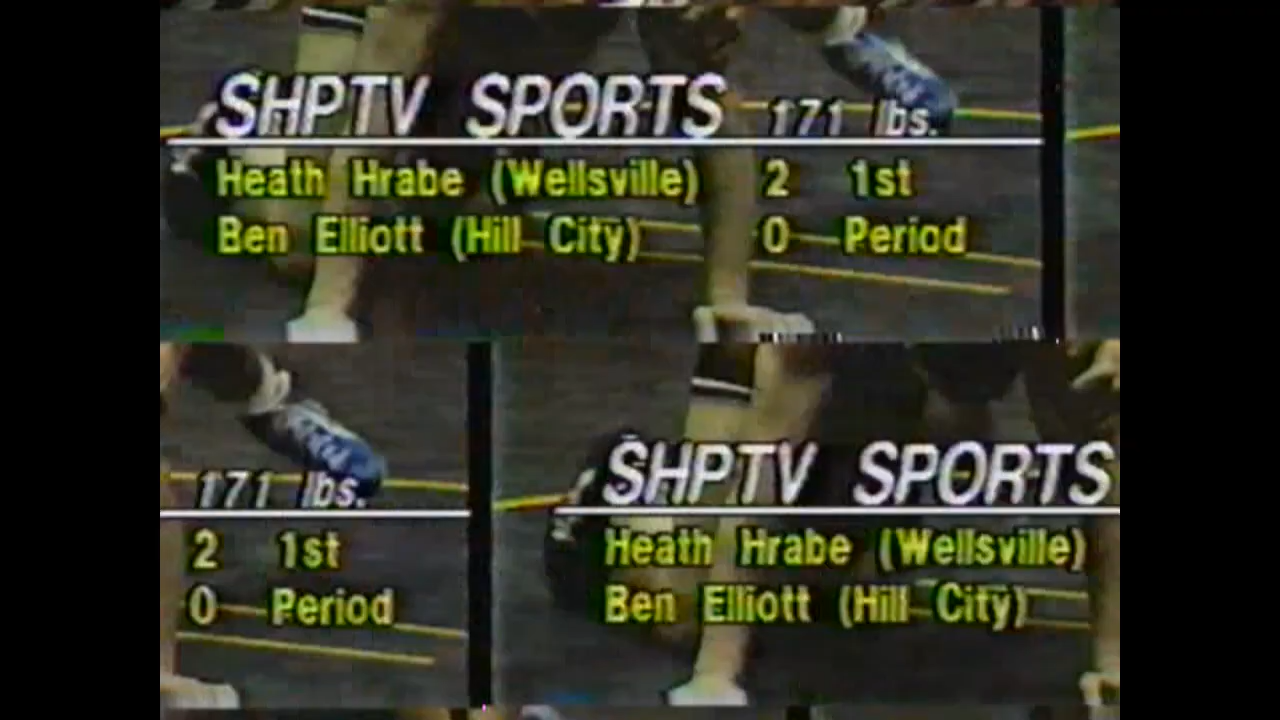 SHPTV SPORTS 171 lbs.
Heath Hrabe (Wellsville) 2 1st
Ben Elliott (Hill City) 0 Period
171 lbs. SHPTV SPORTS
2 1st Heath Hrabe (Wellsville)
0 Period Ben Elliott (Hill City)